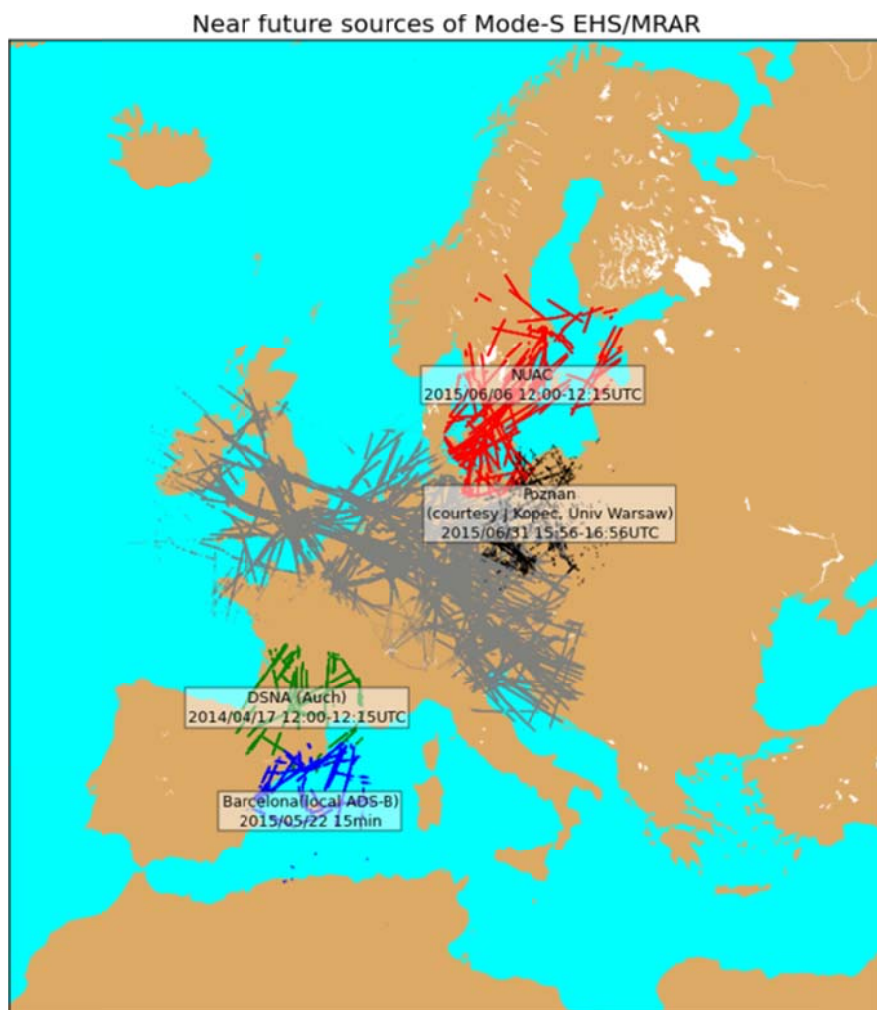 Near future sources of Mode-S EHS/MRAR
NUAC
2015/06/06 12:00-12:15UTC
Poznan
(courtesy J Kopeć, Univ Warsaw)
2015/06/31 15:56-16:56UTC
DSNA (Auch)
2014/04/17 12:00-12:15UTC
Barcelona(local ADS-B)
2015/05/22 15min